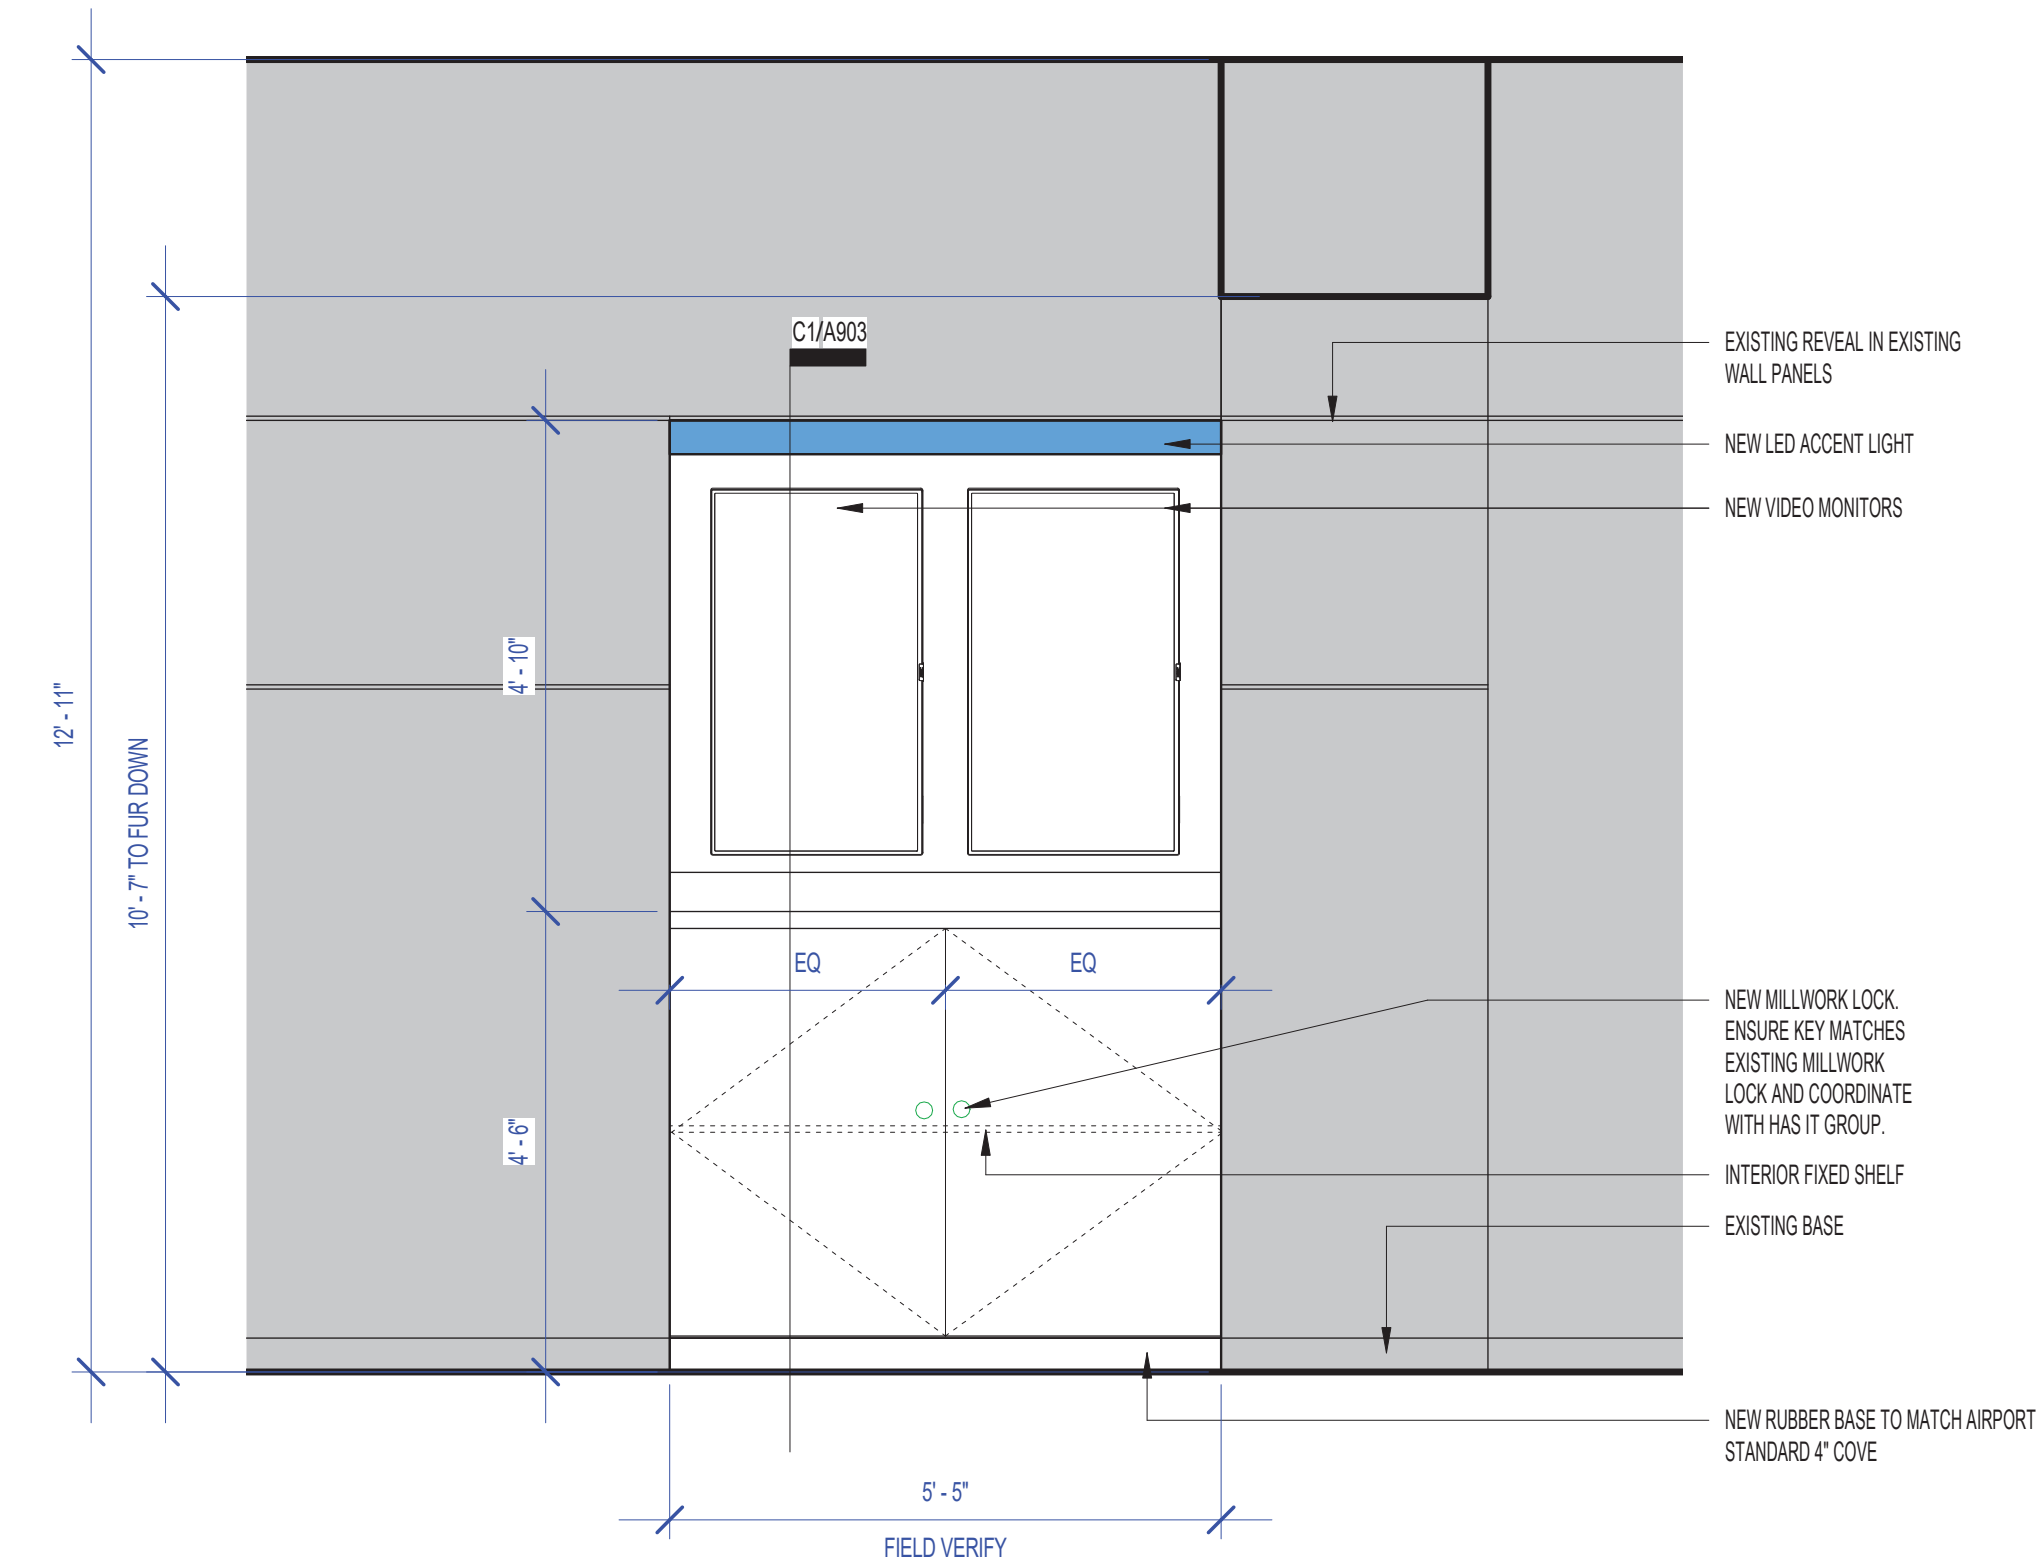 C1/A903
EXISTING REVEAL IN EXISTING
WALL PANELS
NEW LED ACCENT LIGHT
NEW VIDEO MONITORS
4' - 10"
12' - 11"
10' - 7" TO FUR DOWN
EQ
EQ
4' - 6"
NEW MILLWORK LOCK.
ENSURE KEY MATCHES
EXISTING MILLWORK
LOCK AND COORDINATE
WITH HAS IT GROUP.
INTERIOR FIXED SHELF
EXISTING BASE
NEW RUBBER BASE TO MATCH AIRPORT
STANDARD 4" COVE
5' - 5"
FIELD VERIFY